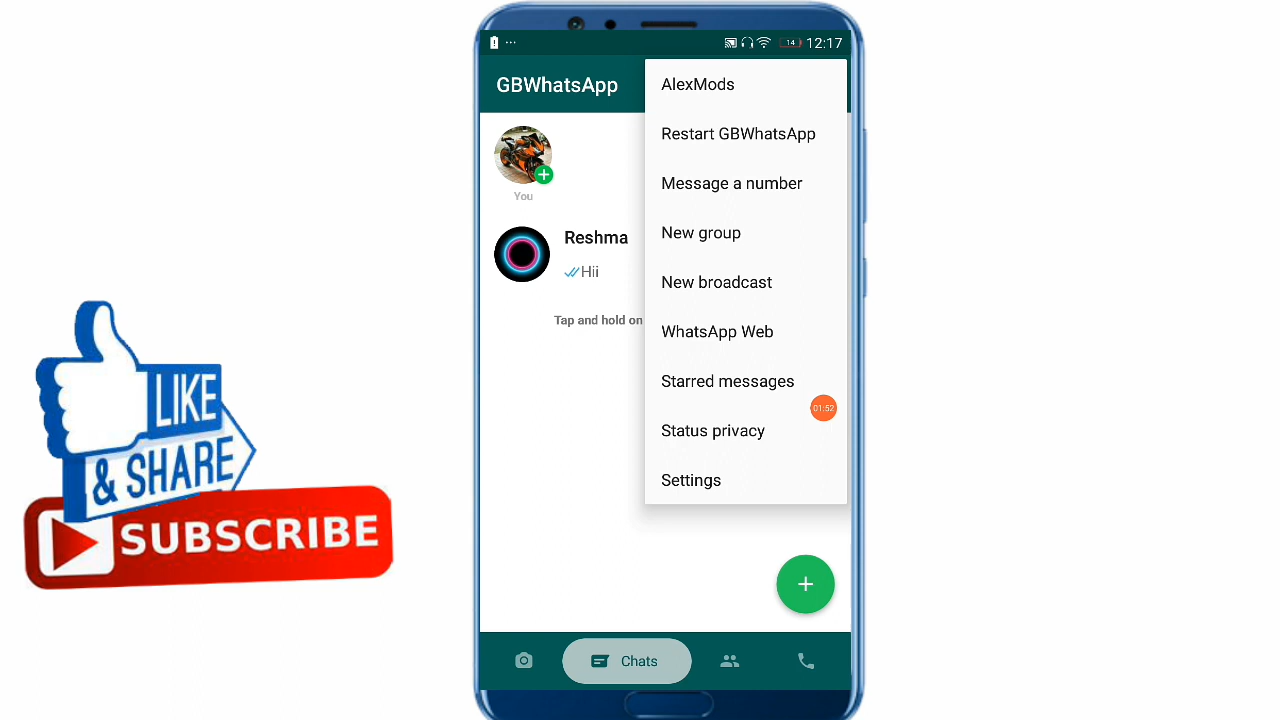 14 12:17
GBWhatsApp
AlexMods
Restart GBWhatsApp
Message a number
You
New group
Reshma
Hii
New broadcast
Tap and hold on
WhatsApp Web
Starred messages
01:52
Status privacy
Settings
LIKE
& SHARE
SUBSCRIBE
+
Chats